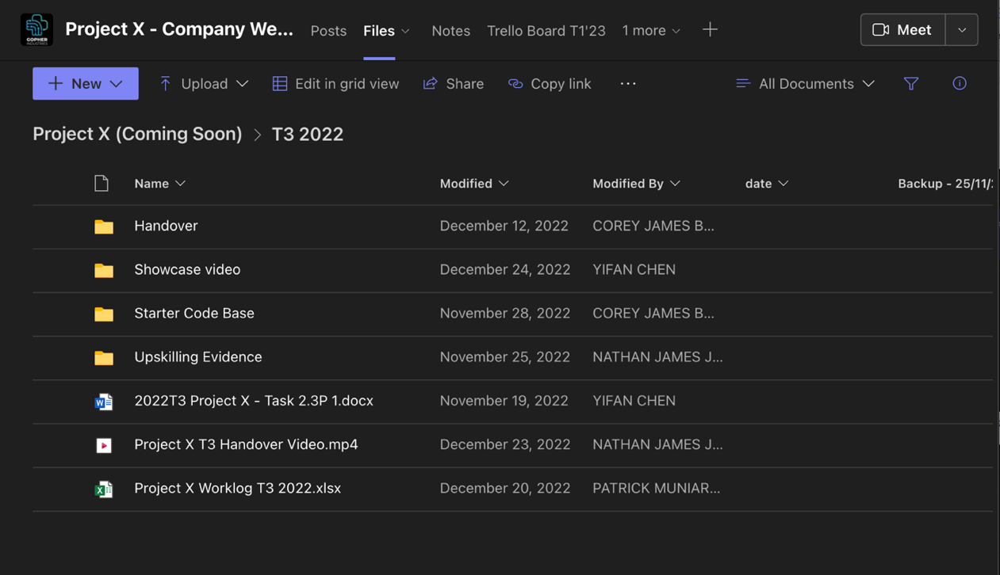 GOPHER
INDUSTRIES
Project X - Company We... Posts Files Notes Trello Board T1'23 1 more Meet
New Upload Edit in grid view Share Copy link ... All Documents
Project X (Coming Soon) > T3 2022
Name Modified Modified By date Backup - 25/11/
Handover December 12, 2022 COREY JAMES B...
Showcase video December 24, 2022 YIFAN CHEN
Starter Code Base November 28, 2022 COREY JAMES B...
Upskilling Evidence November 25, 2022 NATHAN JAMES J...
2022T3 Project X - Task 2.3P 1.docx November 19, 2022 YIFAN CHEN
Project X T3 Handover Video.mp4 December 23, 2022 NATHAN JAMES J...
Project X Worklog T3 2022.xlsx December 20, 2022 PATRICK MUNIAR...